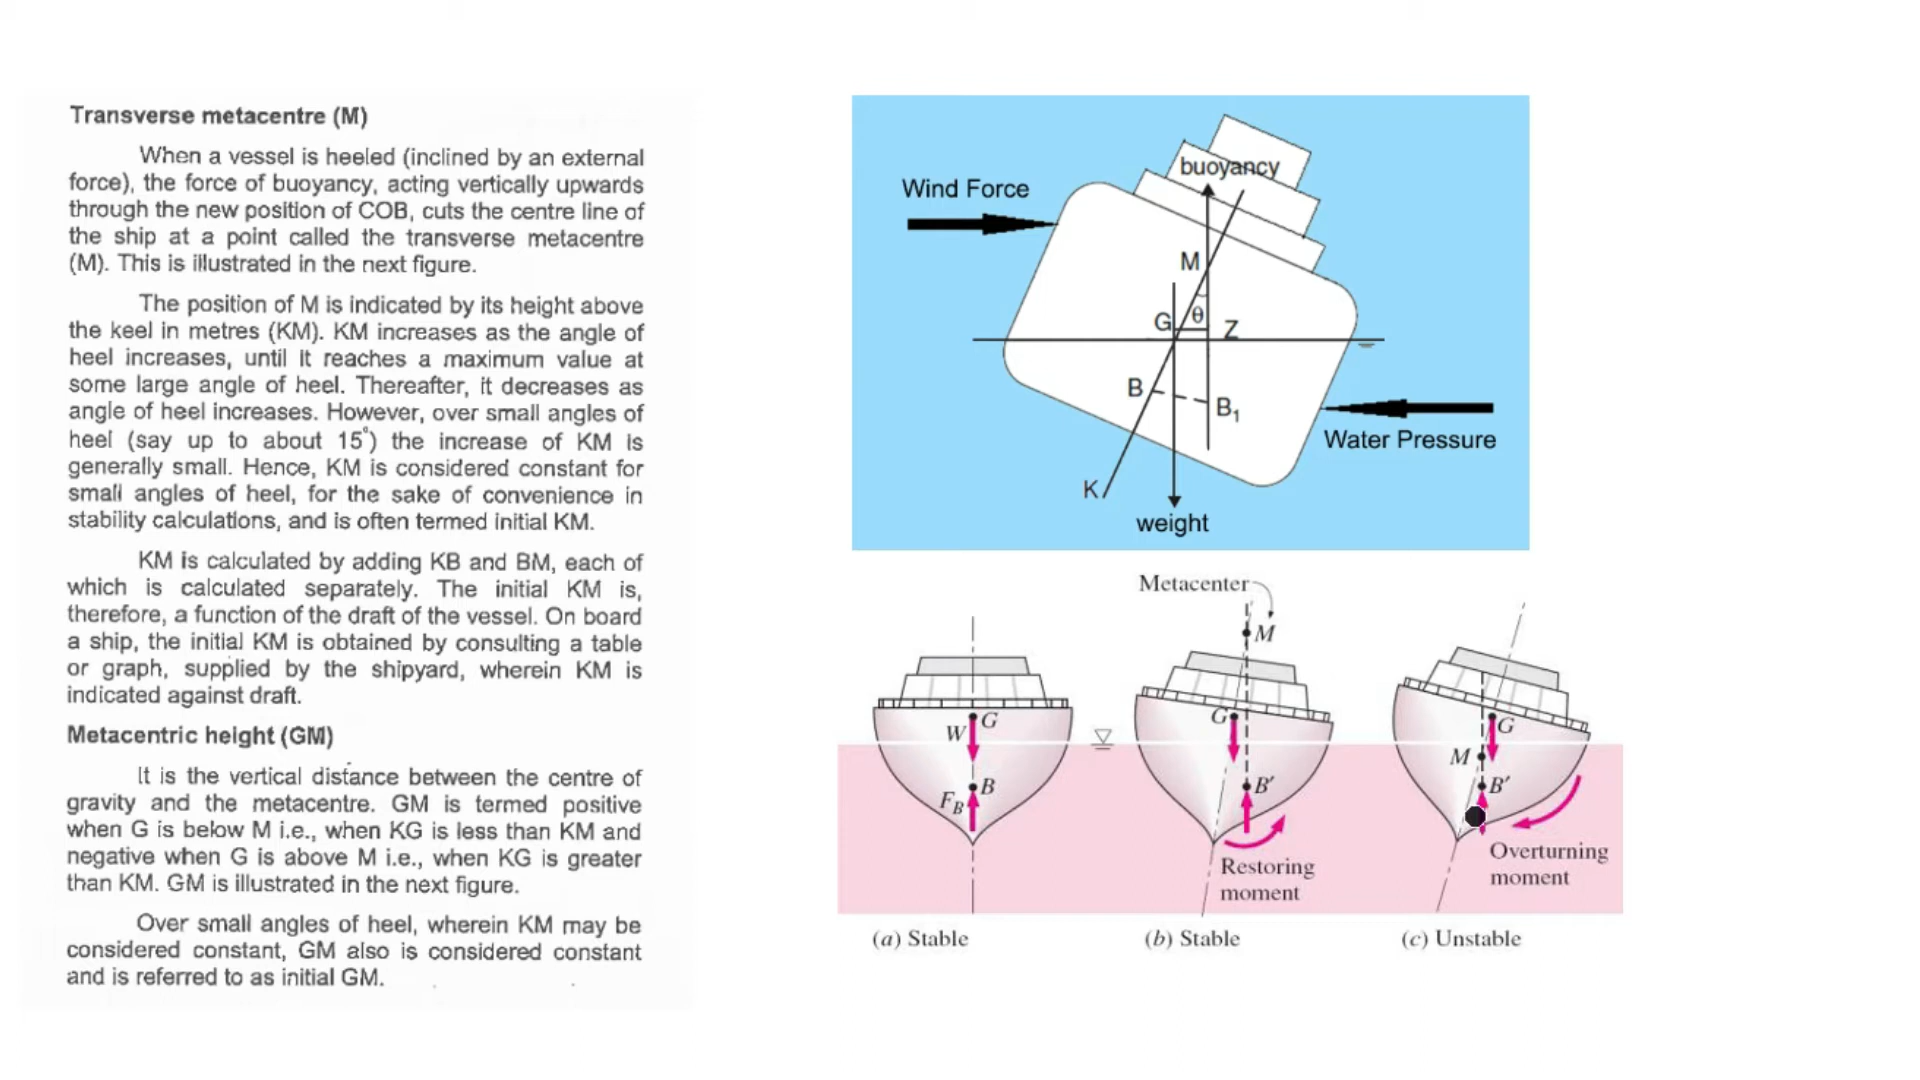 Transverse metacentre (M)
When a vessel is heeled (inclined by an external
force), the force of buoyancy, acting vertically upwards
through the new position of COB, cuts the centre line of
the ship at a point called the transverse metacentre
(M). This is illustrated in the next figure.
The position of M is indicated by its height above
the keel in metres (KM). KM increases as the angle of
heel increases, until it reaches a maximum value at
some large angle of heel. Thereafter, it decreases as
angle of heel increases. However, over small angles of
heel (say up to about 15°) the increase of KM is
generally small. Hence, KM is considered constant for
small angles of heel, for the sake of convenience in
stability calculations, and is often termed initial KM.
KM is calculated by adding KB and BM, each of
which is calculated separately. The initial KM is,
therefore, a function of the draft of the vessel. On board
a ship, the initial KM is obtained by consulting a table
or graph, supplied by the shipyard, wherein KM is
indicated against draft.
Metacentric height (GM)
It is the vertical distance between the centre of
gravity and the metacentre. GM is termed positive
when G is below M i.e., when KG is less than KM and
negative when G is above M i.e., when KG is greater
than KM. GM is illustrated in the next figure.
Over small angles of heel, wherein KM may be
considered constant, GM also is considered constant
and is referred to as initial GM.
buoyancy
Wind Force
M
θ
G
Z
B
B₁
Water Pressure
K
weight
Metacenter
M
G
W
B
F_B
(a) Stable
G
B′
Restoring
moment
(b) Stable
G
M
B′
Overturning
moment
(c) Unstable